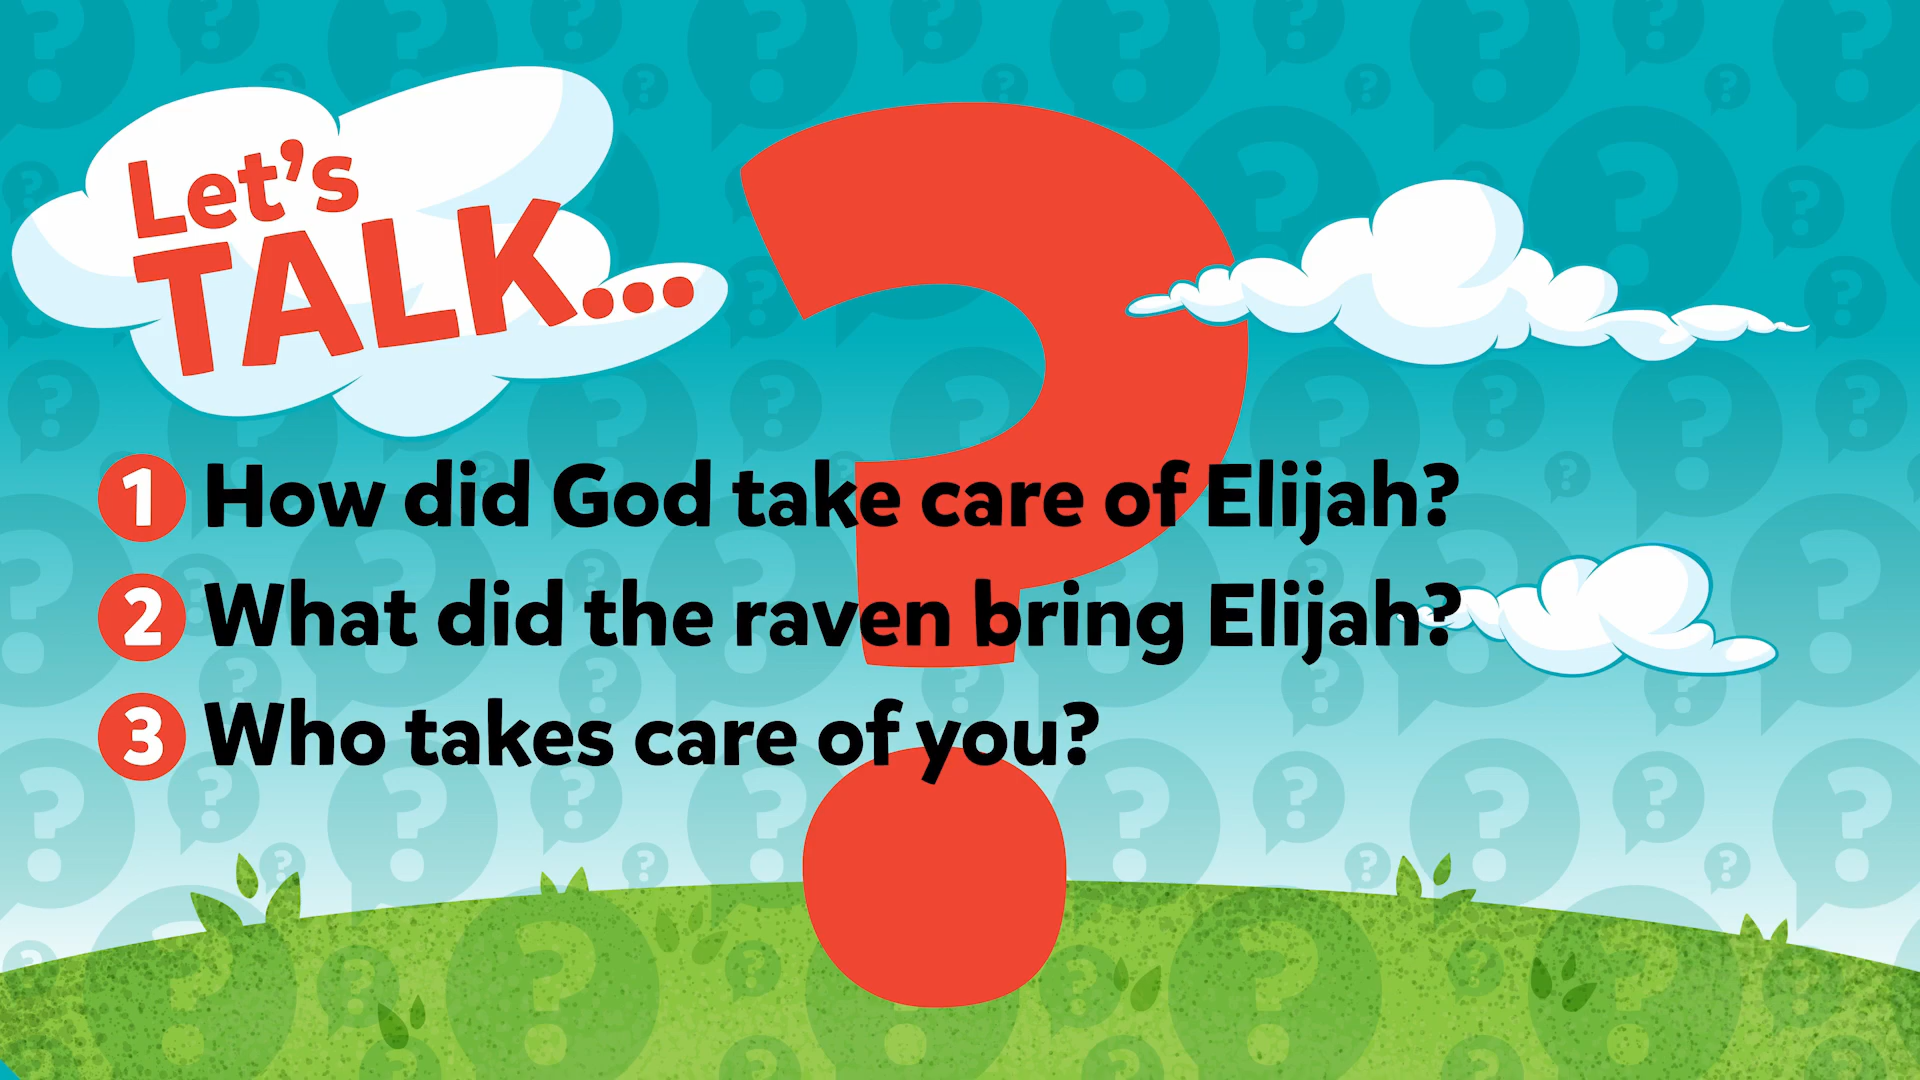 Let's
TALK...
1 How did God take care of Elijah?
2 What did the raven bring Elijah?
3 Who takes care of you?